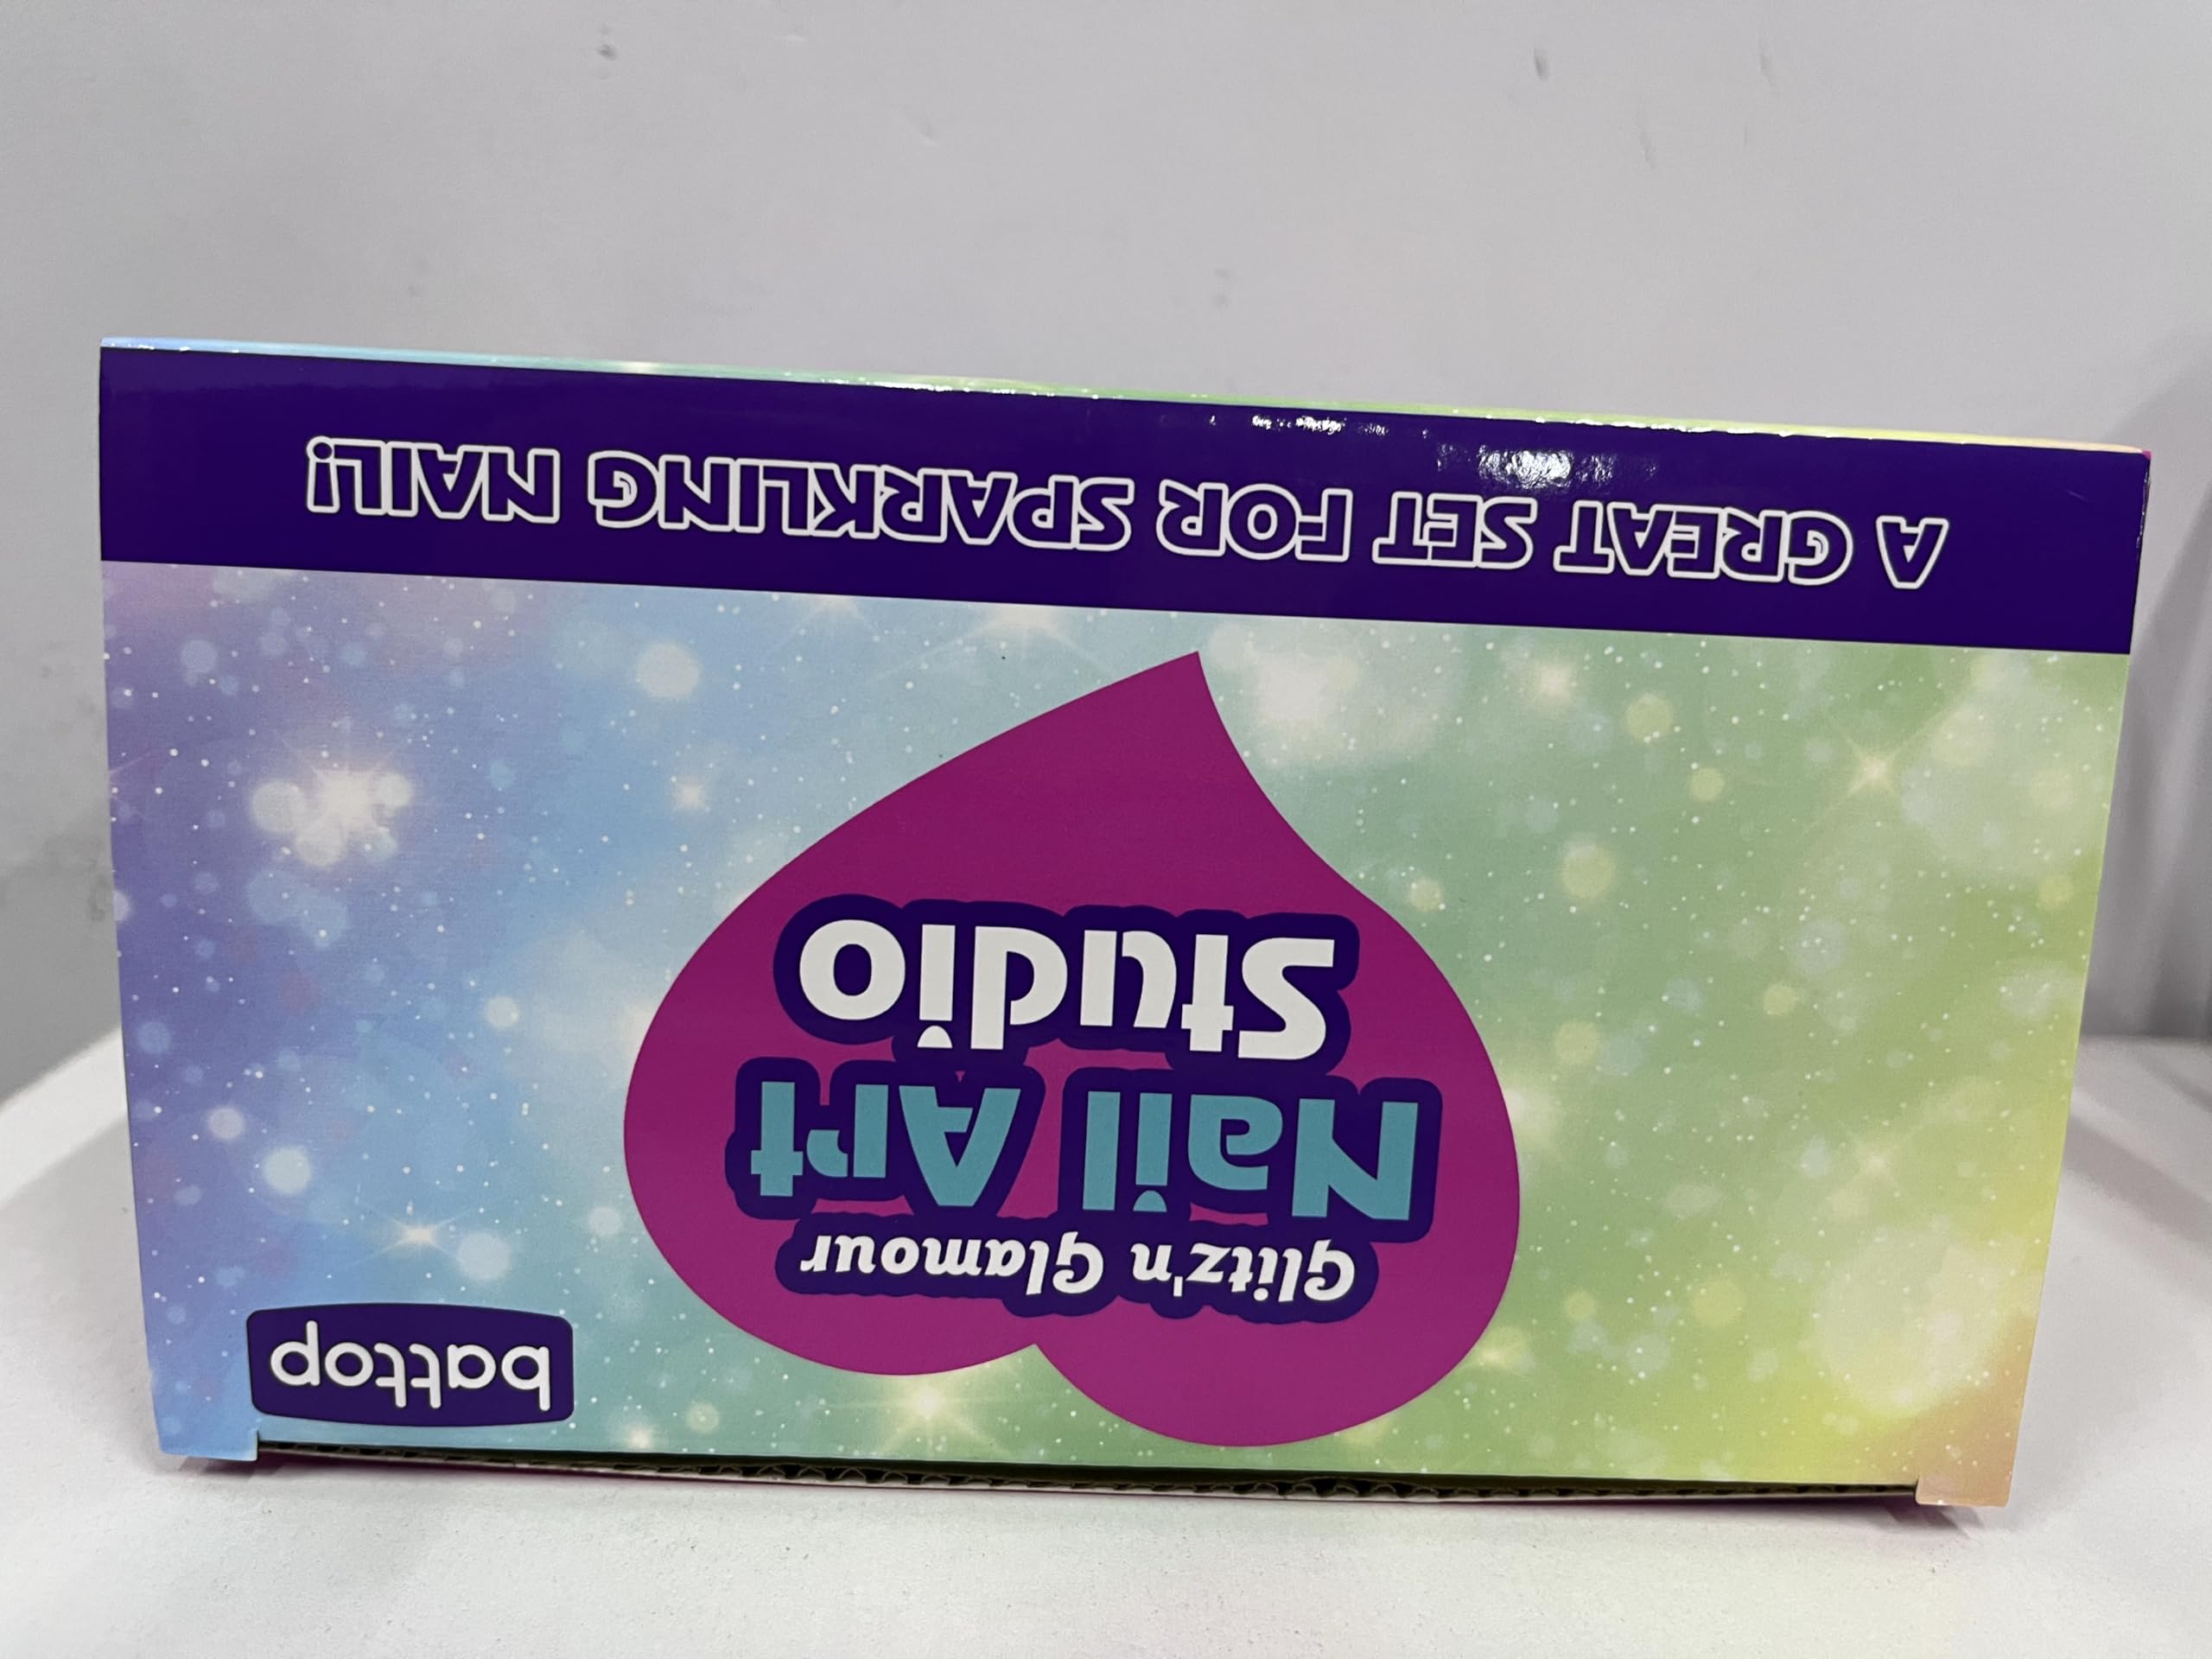 battop
Glitz'n Glamour
Nail Art
Studio
A GREAT SET FOR SPARKLING NAIL!